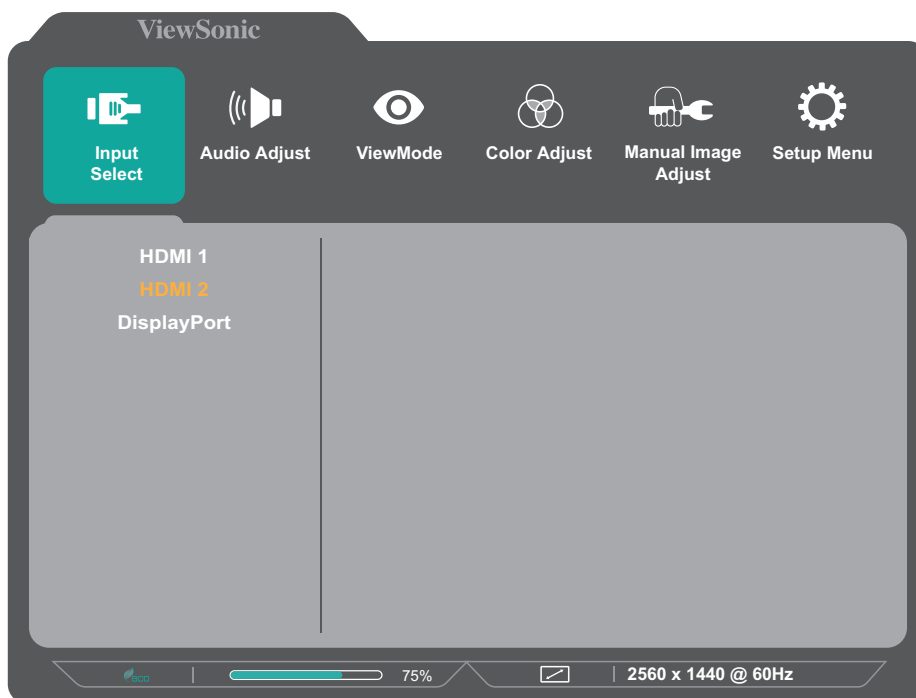 ViewSonic
Input
Select
Audio Adjust
ViewMode
Color Adjust
Manual Image
Adjust
Setup Menu
HDMI 1
HDMI 2
DisplayPort
eco
75%
2560 x 1440 @ 60Hz